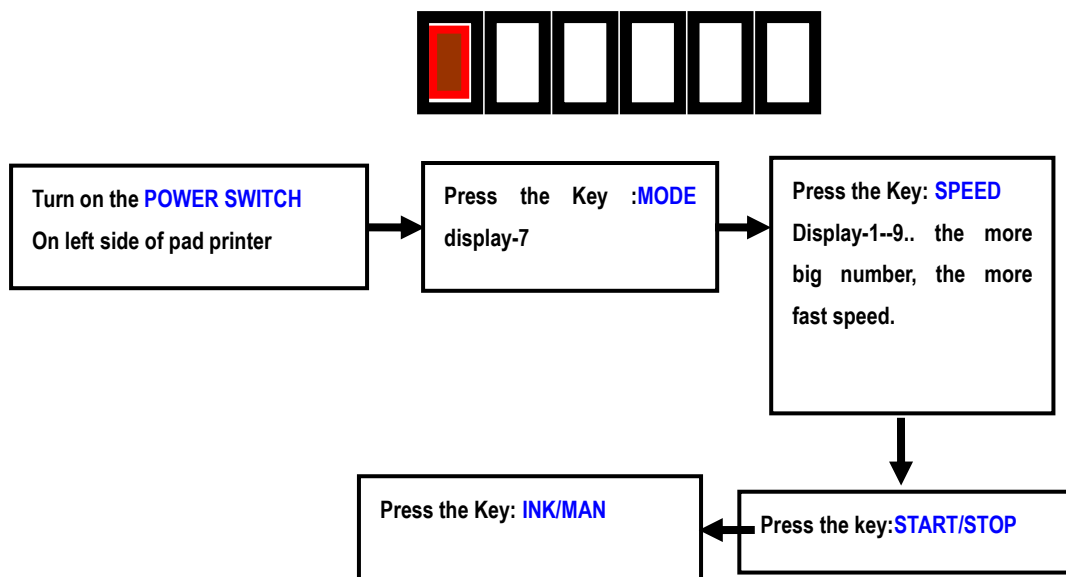 Turn on the POWER SWITCH
On left side of pad printer
Press the Key :MODE
display-7
Press the Key: SPEED
Display-1--9.. the more
big number, the more
fast speed.
Press the key:START/STOP
Press the Key: INK/MAN